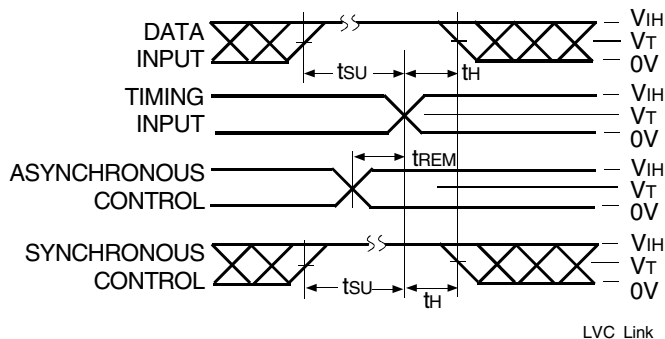 DATA INPUT
VIH
VT
0V
tSU
tH
TIMING INPUT
VIH
VT
0V
tREM
ASYNCHRONOUS CONTROL
VIH
VT
0V
SYNCHRONOUS CONTROL
VIH
VT
0V
tSU
tH
LVC Link